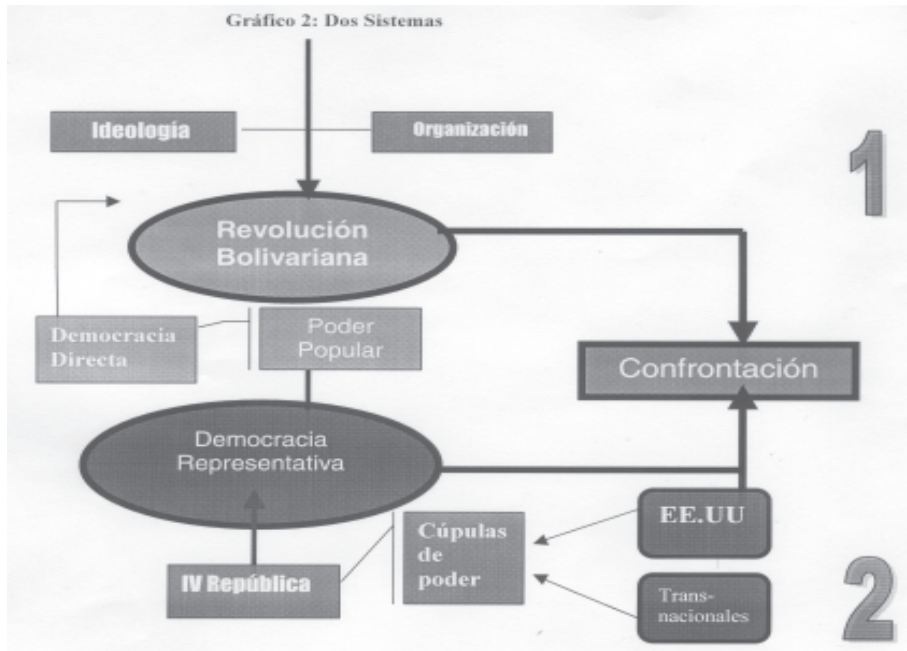 Gráfico 2: Dos Sistemas
Ideología
Organización
1
Revolución
Bolivariana
Democracia
Directa
Poder
Popular
Confrontación
Democracia
Representativa
EE.UU
Cúpulas
de
poder
IV República
Trans-
nacionales
2